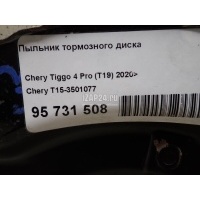 Пыльник тормозного диска
Chery Tiggo 4 Pro (T19) 2020>
Chery T15-3501077
95 731 508